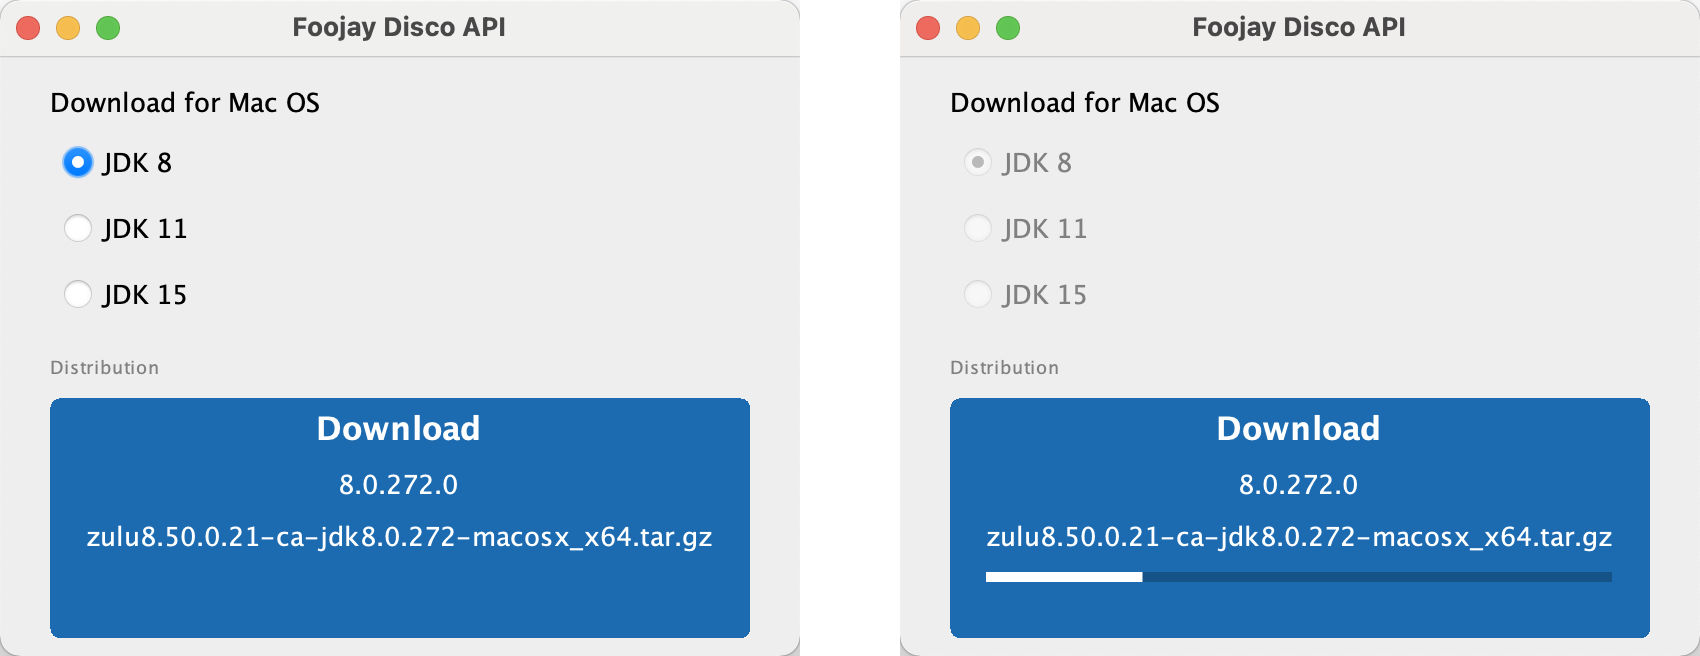 Foojay Disco API
Download for Mac OS
JDK 8
JDK 11
JDK 15
Distribution
Download
8.0.272.0
zulu8.50.0.21-ca-jdk8.0.272-macosx_x64.tar.gz
Foojay Disco API
Download for Mac OS
JDK 8
JDK 11
JDK 15
Distribution
Download
8.0.272.0
zulu8.50.0.21-ca-jdk8.0.272-macosx_x64.tar.gz